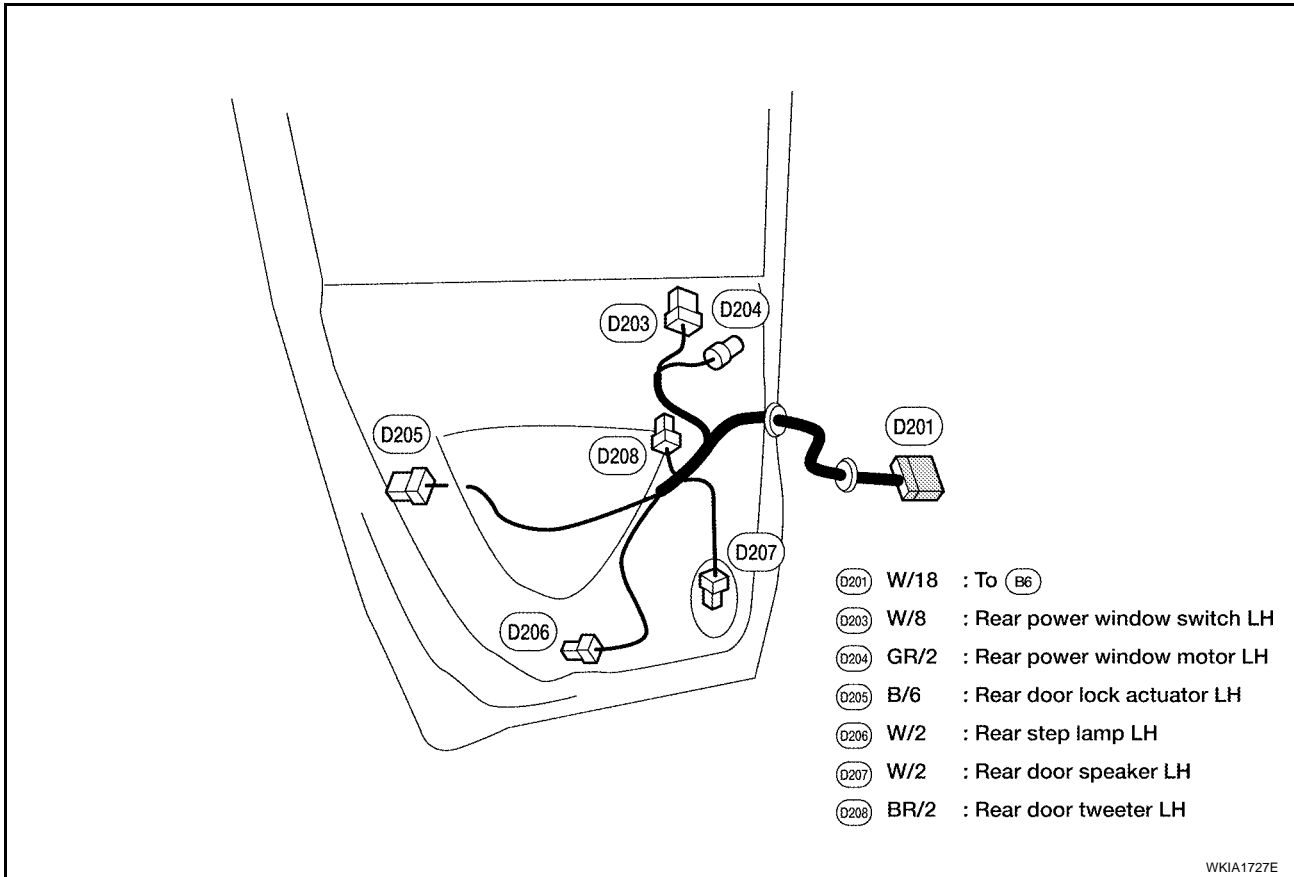 D203
D204
D205
D208
D201
D207
D206
D201 W/18 : To B6
D203 W/8 : Rear power window switch LH
D204 GR/2 : Rear power window motor LH
D205 B/6 : Rear door lock actuator LH
D206 W/2 : Rear step lamp LH
D207 W/2 : Rear door speaker LH
D208 BR/2 : Rear door tweeter LH
WKIA1727E